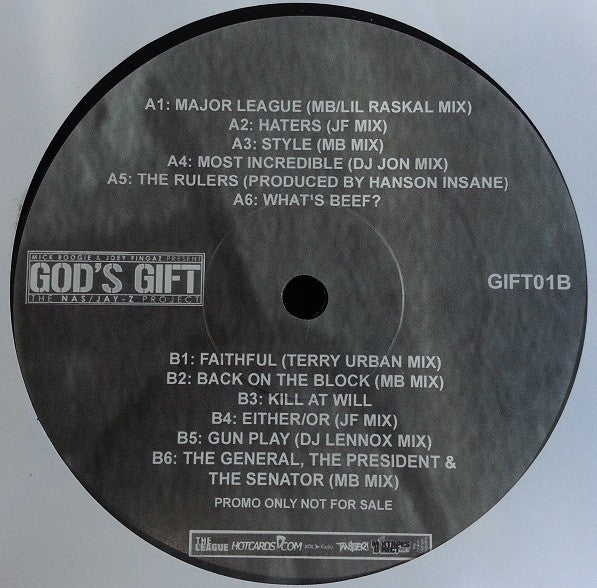 A1: MAJOR LEAGUE (MB/LIL RASKAL MIX)
A2: HATERS (JF MIX)
A3: STYLE (MB MIX)
A4: MOST INCREDIBLE (DJ JON MIX)
A5: THE RULERS (PRODUCED BY HANSON INSANE)
A6: WHAT'S BEEF?
MICK BOOGIE & JOEY FINGAZ PRESENT
GOD'S GIFT
THE NAS/JAY-Z PROJECT
GIFT01B
B1: FAITHFUL (TERRY URBAN MIX)
B2: BACK ON THE BLOCK (MB MIX)
B3: KILL AT WILL
B4: EITHER/OR (JF MIX)
B5: GUN PLAY (DJ LENNOX MIX)
B6: THE GENERAL, THE PRESIDENT &
THE SENATOR (MB MIX)
PROMO ONLY NOT FOR SALE
THE
LEAGUE
HOTCARDS.COM